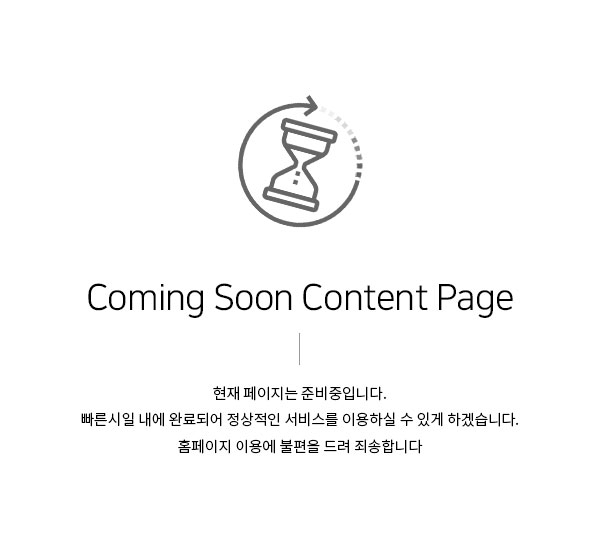 Coming Soon Content Page
현재 페이지는 준비중입니다.
빠른시일 내에 완료되어 정상적인 서비스를 이용하실 수 있게 하겠습니다.
홈페이지 이용에 불편을 드려 죄송합니다